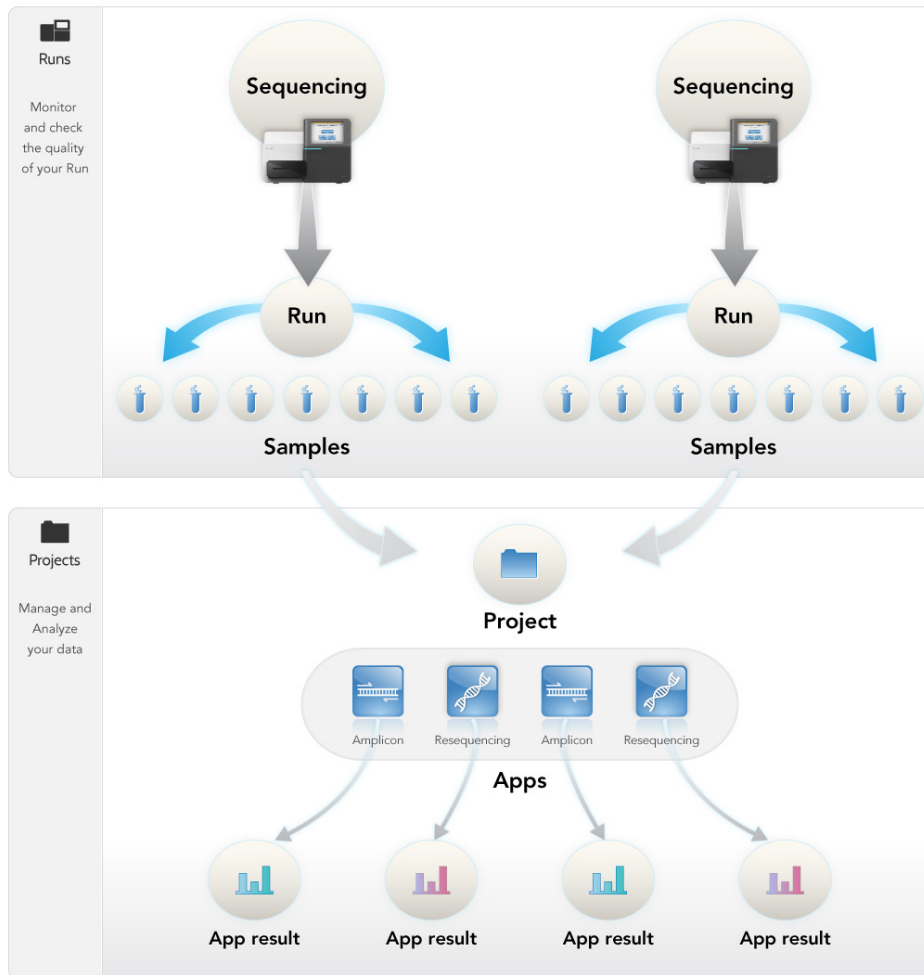 Runs
Monitor
and check
the quality
of your Run
Sequencing
Sequencing
Run
Run
Samples
Samples
Projects
Manage and
Analyze
your data
Project
Amplicon
Resequencing
Amplicon
Resequencing
Apps
App result
App result
App result
App result